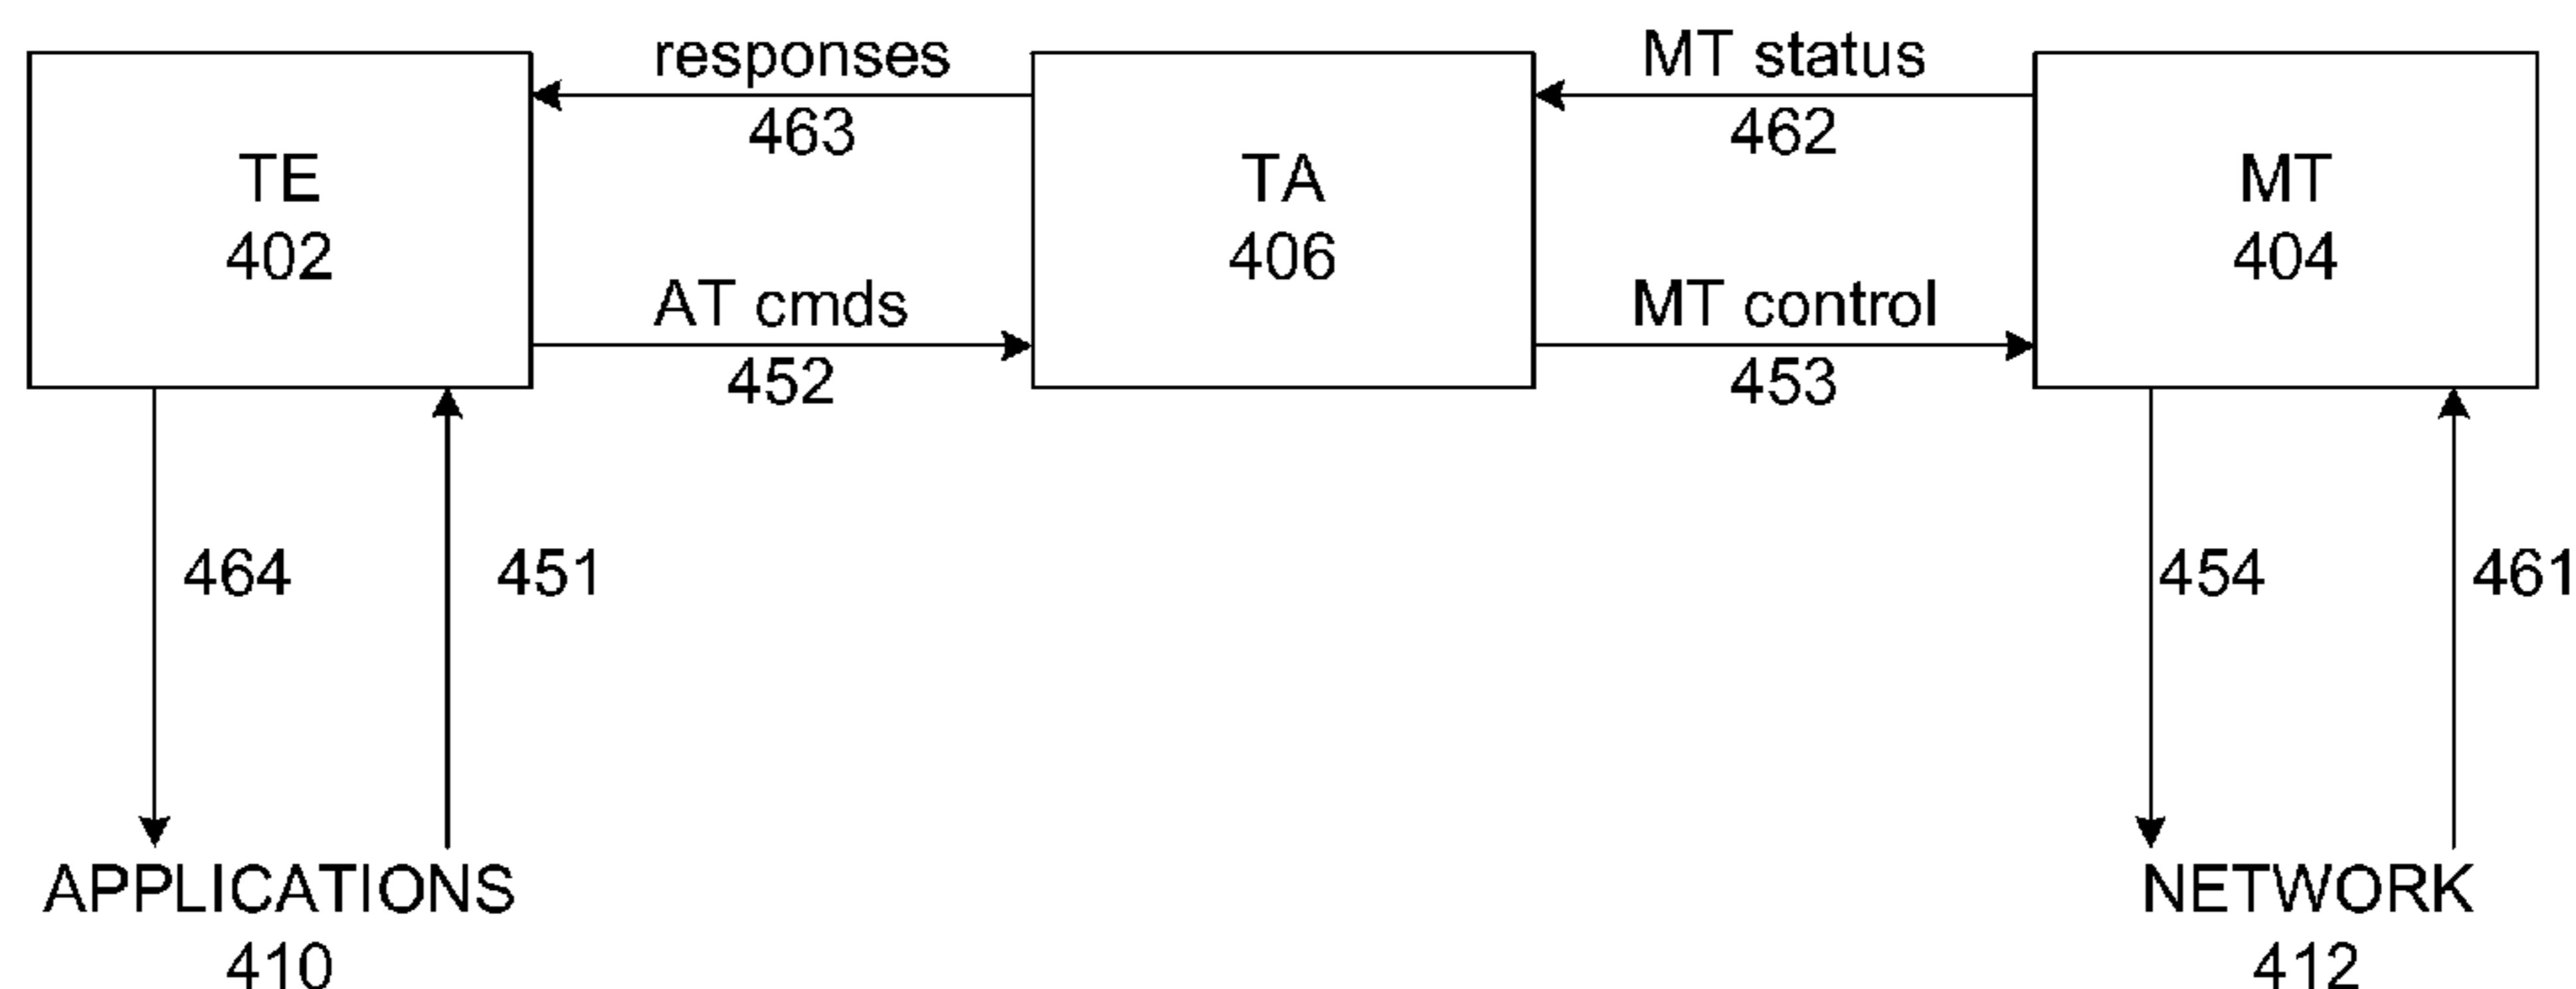 responses
463
MT status
462
TE
402
TA
406
MT
404
AT cmds
452
MT control
453
464
451
454
461
APPLICATIONS
410
NETWORK
412